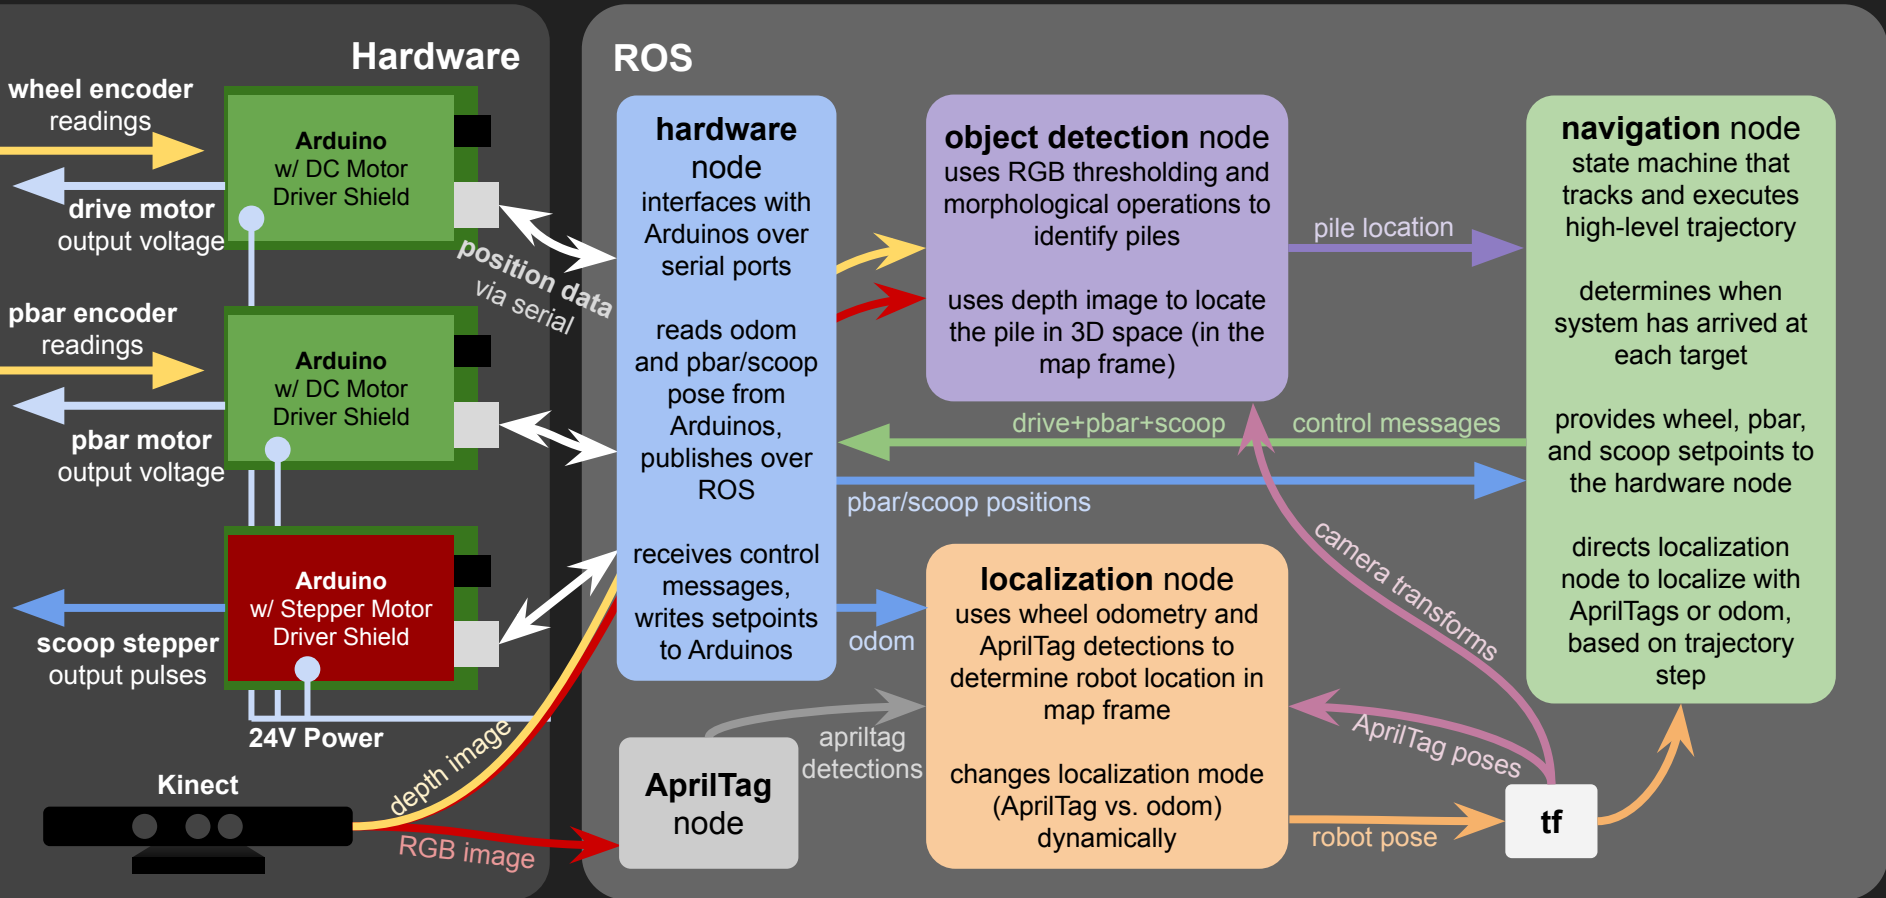 Hardware
wheel encoder
readings
drive motor
output voltage
Arduino
w/ DC Motor
Driver Shield
position data
via serial
pbar encoder
readings
pbar motor
output voltage
Arduino
w/ DC Motor
Driver Shield
scoop stepper
output pulses
Arduino
w/ Stepper Motor
Driver Shield
24V Power
Kinect
depth image
RGB image
ROS
hardware
node
interfaces with
Arduinos over
serial ports
reads odom
and pbar/scoop
pose from
Arduinos,
publishes over
ROS
receives control
messages,
writes setpoints
to Arduinos
AprilTag
node
apriltag
detections
odom
object detection node
uses RGB thresholding and
morphological operations to
identify piles
uses depth image to locate
the pile in 3D space (in the
map frame)
pile location
drive+pbar+scoop control messages
pbar/scoop positions
localization node
uses wheel odometry and
AprilTag detections to
determine robot location in
map frame
changes localization mode
(AprilTag vs. odom)
dynamically
camera transforms
AprilTag poses
robot pose
tf
navigation node
state machine that
tracks and executes
high-level trajectory
determines when
system has arrived at
each target
provides wheel, pbar,
and scoop setpoints to
the hardware node
directs localization
node to localize with
AprilTags or odom,
based on trajectory
step